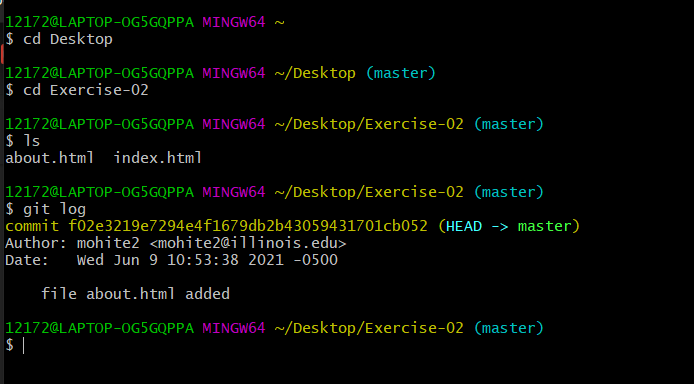 12172@LAPTOP-OG5GQPPA MINGW64 ~
$ cd Desktop
12172@LAPTOP-OG5GQPPA MINGW64 ~/Desktop (master)
$ cd Exercise-02
12172@LAPTOP-OG5GQPPA MINGW64 ~/Desktop/Exercise-02 (master)
$ ls
about.html  index.html
12172@LAPTOP-OG5GQPPA MINGW64 ~/Desktop/Exercise-02 (master)
$ git log
commit f02e3219e7294e4f1679db2b43059431701cb052 (HEAD -> master)
Author: mohite2 <mohite2@illinois.edu>
Date:   Wed Jun 9 10:53:38 2021 -0500
    file about.html added
12172@LAPTOP-OG5GQPPA MINGW64 ~/Desktop/Exercise-02 (master)
$